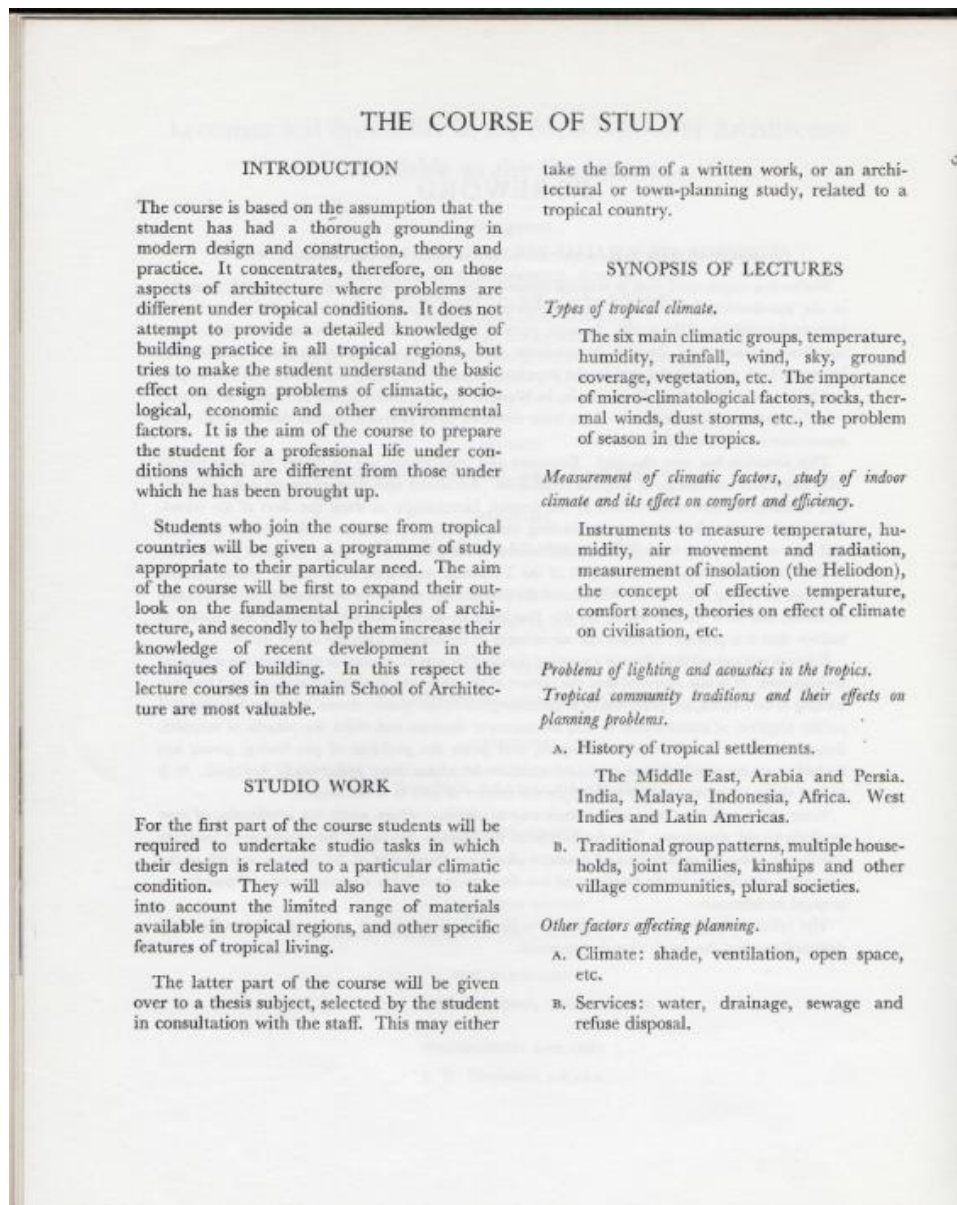 THE COURSE OF STUDY
INTRODUCTION
The course is based on the assumption that the
student has had a thorough grounding in
modern design and construction, theory and
practice. It concentrates, therefore, on those
aspects of architecture where problems are
different under tropical conditions. It does not
attempt to provide a detailed knowledge of
building practice in all tropical regions, but
tries to make the student understand the basic
effect on design problems of climatic, socio-
logical, economic and other environmental
factors. It is the aim of the course to prepare
the student for a professional life under con-
ditions which are different from those under
which he has been brought up.
Students who join the course from tropical
countries will be given a programme of study
appropriate to their particular need. The aim
of the course will be first to expand their out-
look on the fundamental principles of archi-
tecture, and secondly to help them increase their
knowledge of recent development in the
techniques of building. In this respect the
lecture courses in the main School of Architec-
ture are most valuable.
STUDIO WORK
For the first part of the course students will be
required to undertake studio tasks in which
their design is related to a particular climatic
condition. They will also have to take
into account the limited range of materials
available in tropical regions, and other specific
features of tropical living.
The latter part of the course will be given
over to a thesis subject, selected by the student
in consultation with the staff. This may either
take the form of a written work, or an archi-
tectural or town-planning study, related to a
tropical country.
SYNOPSIS OF LECTURES
Types of tropical climate.
The six main climatic groups, temperature,
humidity, rainfall, wind, sky, ground
coverage, vegetation, etc. The importance
of micro-climatological factors, rocks, ther-
mal winds, dust storms, etc., the problem
of season in the tropics.
Measurement of climatic factors, study of indoor
climate and its effect on comfort and efficiency.
Instruments to measure temperature, hu-
midity, air movement and radiation,
measurement of insolation (the Heliodon),
the concept of effective temperature,
comfort zones, theories on effect of climate
on civilisation, etc.
Problems of lighting and acoustics in the tropics.
Tropical community traditions and their effects on
planning problems.
A. History of tropical settlements.
The Middle East, Arabia and Persia.
India, Malaya, Indonesia, Africa. West
Indies and Latin Americas.
B. Traditional group patterns, multiple house-
holds, joint families, kinships and other
village communities, plural societies.
Other factors affecting planning.
A. Climate: shade, ventilation, open space,
etc.
B. Services: water, drainage, sewage and
refuse disposal.